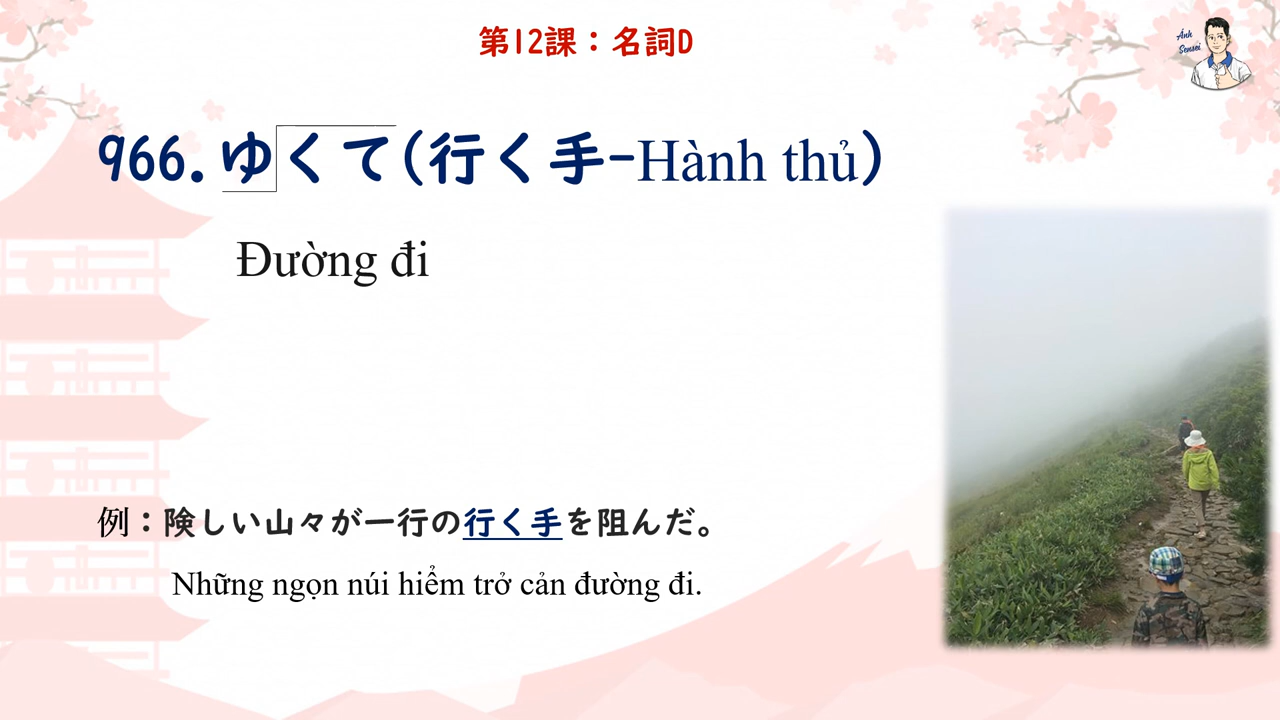 第12課：名詞D
Anh
Sensei
966.ゆくて(行く手-Hành thủ)
Đường đi
例：険しい山々が一行の行く手を阻んだ。
Những ngọn núi hiểm trở cản đường đi.